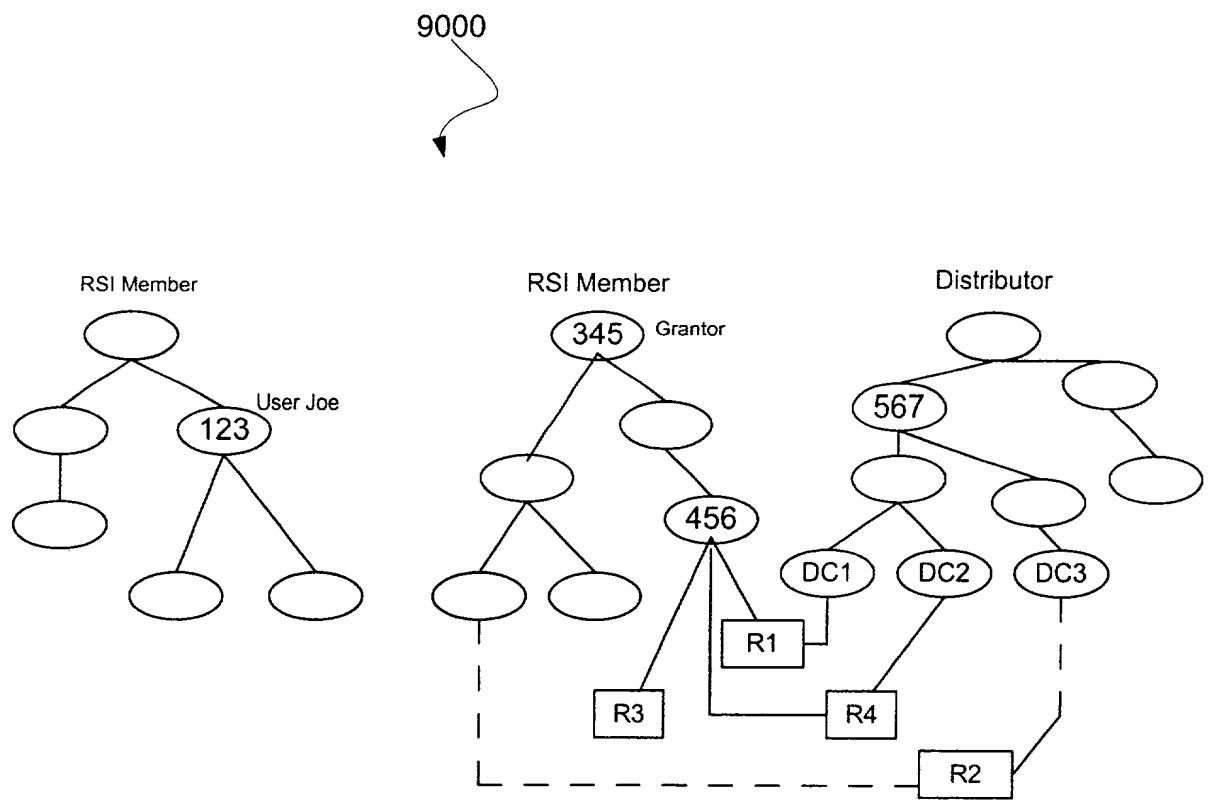 9000
RSI Member
RSI Member
Distributor
345
Grantor
User Joe
123
567
456
DC1
DC2
DC3
R1
R3
R4
R2